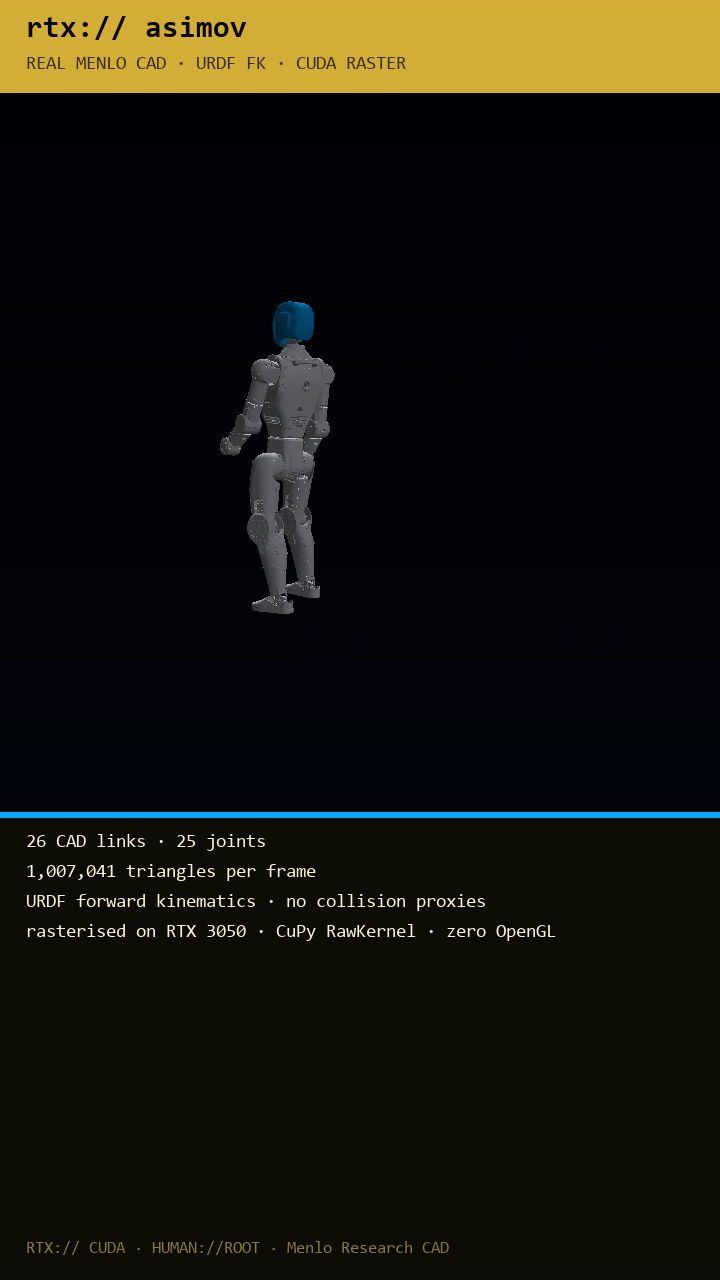 rtx:// asimov
REAL MENLO CAD · URDF FK · CUDA RASTER
26 CAD links · 25 joints
1,007,041 triangles per frame
URDF forward kinematics · no collision proxies
rasterised on RTX 3050 · CuPy RawKernel · zero OpenGL
RTX:// CUDA · HUMAN://ROOT · Menlo Research CAD